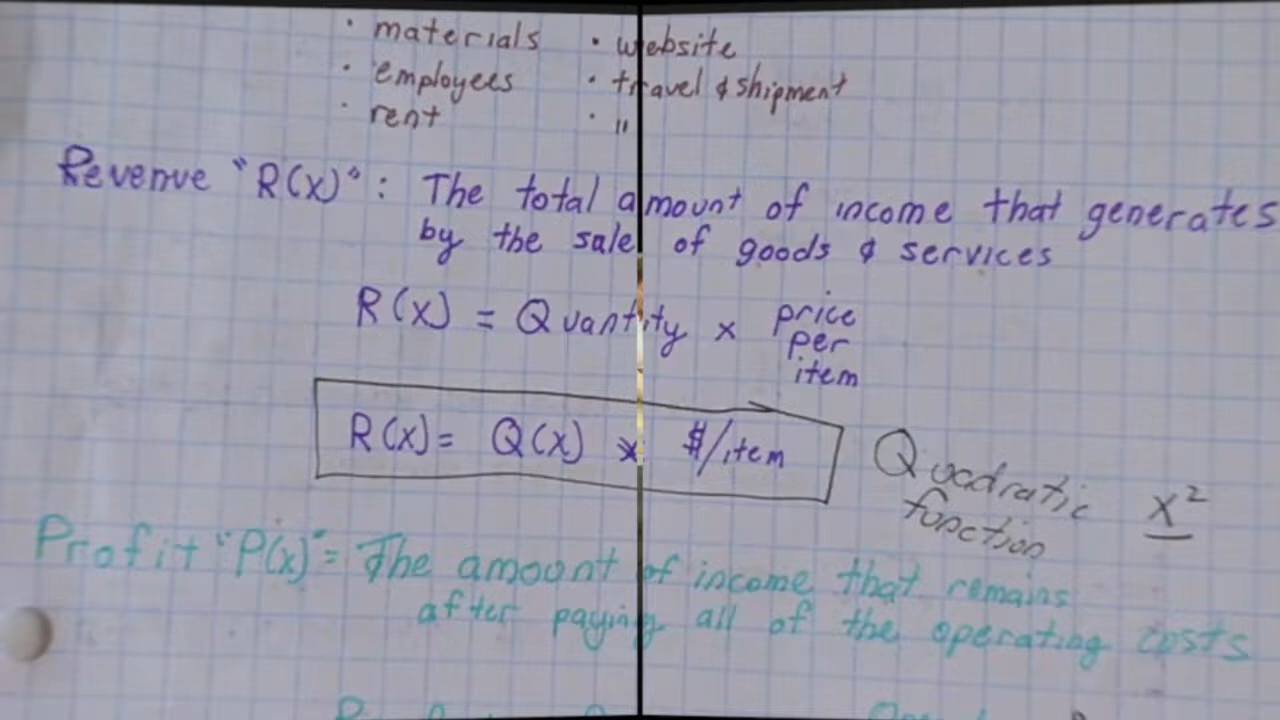 · materials · website
· employees · travel & shipment
· rent · "
Revenue "R(x)": The total amount of income that generates
by the sale of goods & services
R(x) = Quantity x price
per
item
R(x) = Q(x) x $/item
Quadratic x²
function
Profit "P(x)" = The amount of income that remains
after paying all of the operating costs